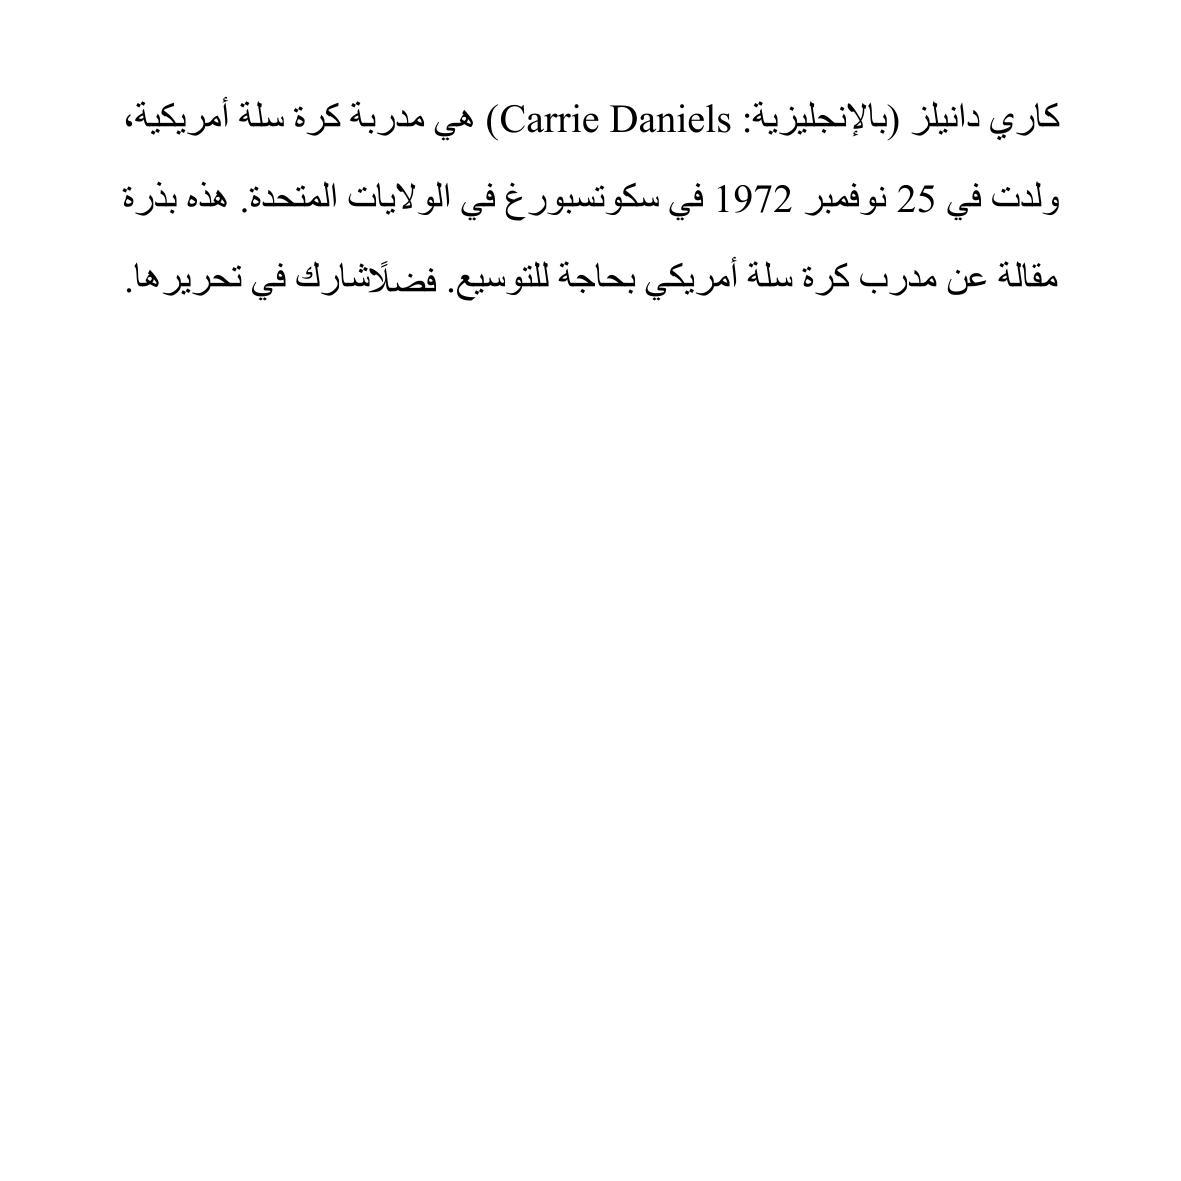 كاري دانيلز (بالإنجليزية: Carrie Daniels) هي مدربة كرة سلة أمريكية،
ولدت في 25 نوفمبر 1972 في سكوتسبورغ في الولايات المتحدة. هذه بذرة
مقالة عن مدرب كرة سلة أمريكي بحاجة للتوسيع. فضلًاشارك في تحريرها.